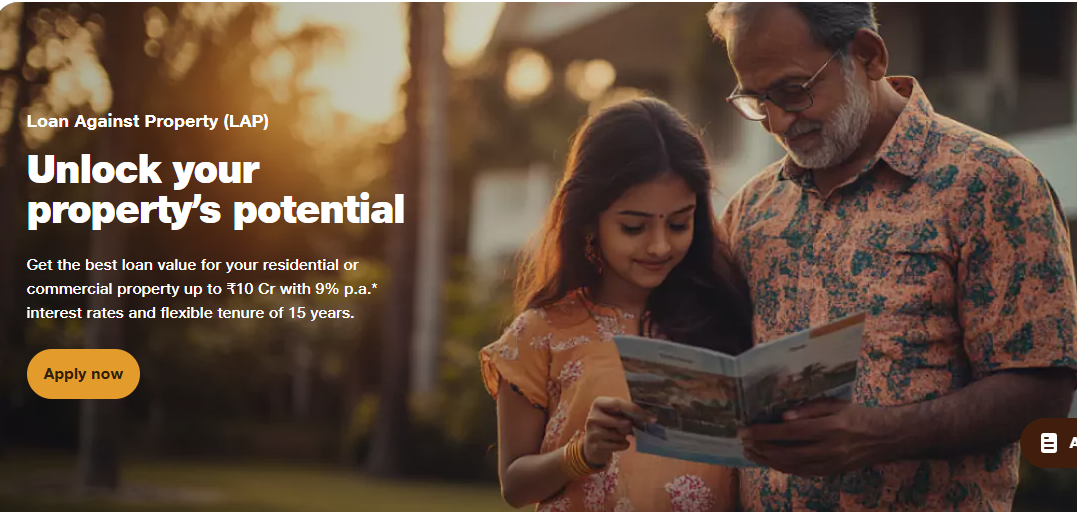 Loan Against Property (LAP)
Unlock your
property's potential
Get the best loan value for your residential or
commercial property up to ₹10 Cr with 9% p.a.*
interest rates and flexible tenure of 15 years.
Apply now
A